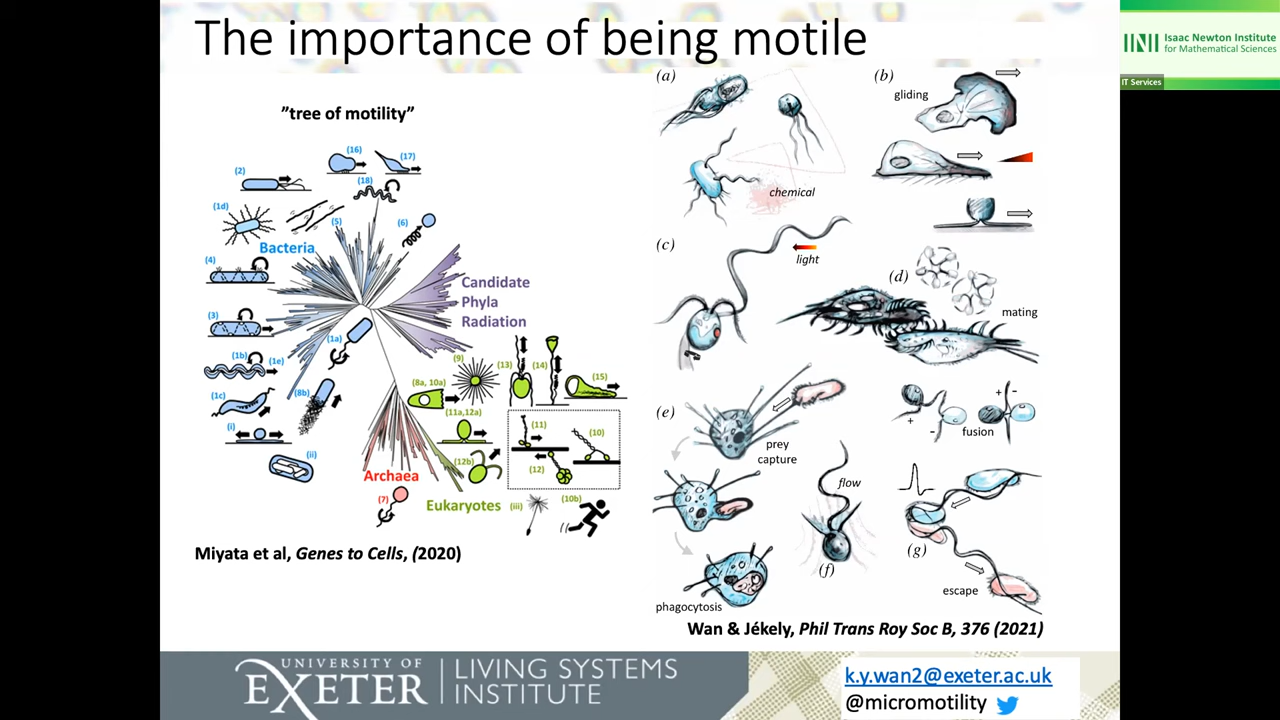 The importance of being motile
Isaac Newton Institute
for Mathematical Sciences
IT Services
”tree of motility”
(16)
(17)
(2)
(18)
(1d)
(5)
(6)
Bacteria
(4)
Candidate
Phyla
Radiation
(3)
(1a)
(1b)
(1e)
(9)
(13)
(14)
(15)
(8a, 10a)
(8b)
(1c)
(11a,12a)
(i)
(11)
(10)
(12b)
(12)
(ii)
Archaea
(7)
Eukaryotes
(iii)
(10b)
Miyata et al, Genes to Cells, (2020)
(a)
(b)
gliding
chemical
(c)
light
(d)
mating
(e)
prey
capture
+
-
+
-
fusion
flow
(f)
(g)
escape
phagocytosis
Wan & Jékely, Phil Trans Roy Soc B, 376 (2021)
UNIVERSITY OF
EXETER
LIVING SYSTEMS
INSTITUTE
k.y.wan2@exeter.ac.uk
@micromotility